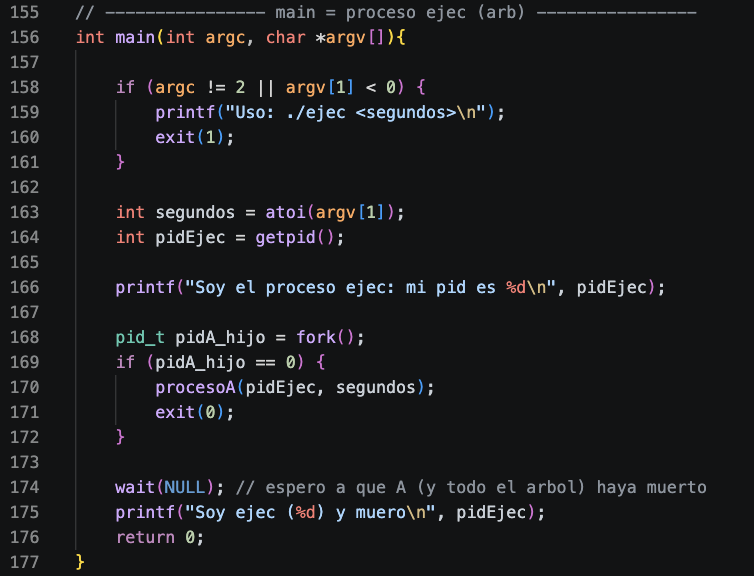 155 // ---------------- main = proceso ejec (arb) ----------------
156 int main(int argc, char *argv[]){
157
158     if (argc != 2 || argv[1] < 0) {
159         printf("Uso: ./ejec <segundos>\n");
160         exit(1);
161     }
162
163     int segundos = atoi(argv[1]);
164     int pidEjec = getpid();
165
166     printf("Soy el proceso ejec: mi pid es %d\n", pidEjec);
167
168     pid_t pidA_hijo = fork();
169     if (pidA_hijo == 0) {
170         procesoA(pidEjec, segundos);
171         exit(0);
172     }
173
174     wait(NULL); // espero a que A (y todo el arbol) haya muerto
175     printf("Soy ejec (%d) y muero\n", pidEjec);
176     return 0;
177 }